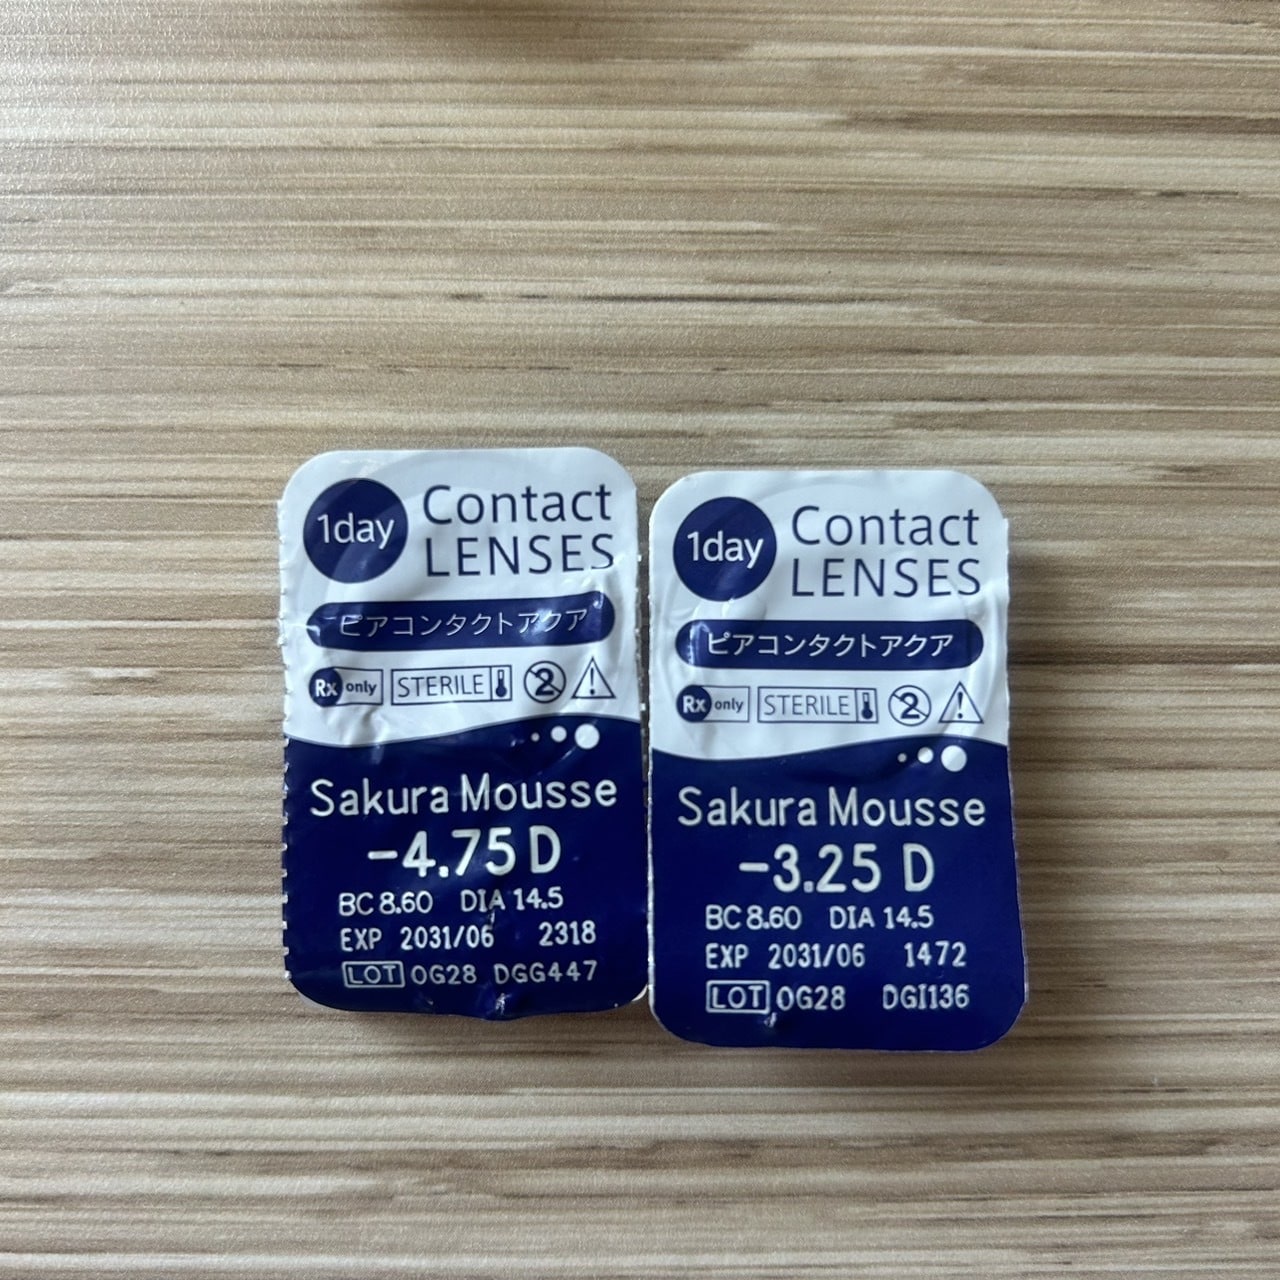 1day
Contact
LENSES
ピアコンタクトアクア
Rx only STERILE 2
Sakura Mousse
-4.75 D
BC 8.60 DIA 14.5
EXP 2031/06 2318
LOT OG28 DGG447
1day
Contact
LENSES
ピアコンタクトアクア
Rx only STERILE 2
Sakura Mousse
-3.25 D
BC 8.60 DIA 14.5
EXP 2031/06 1472
LOT OG28 DGI136